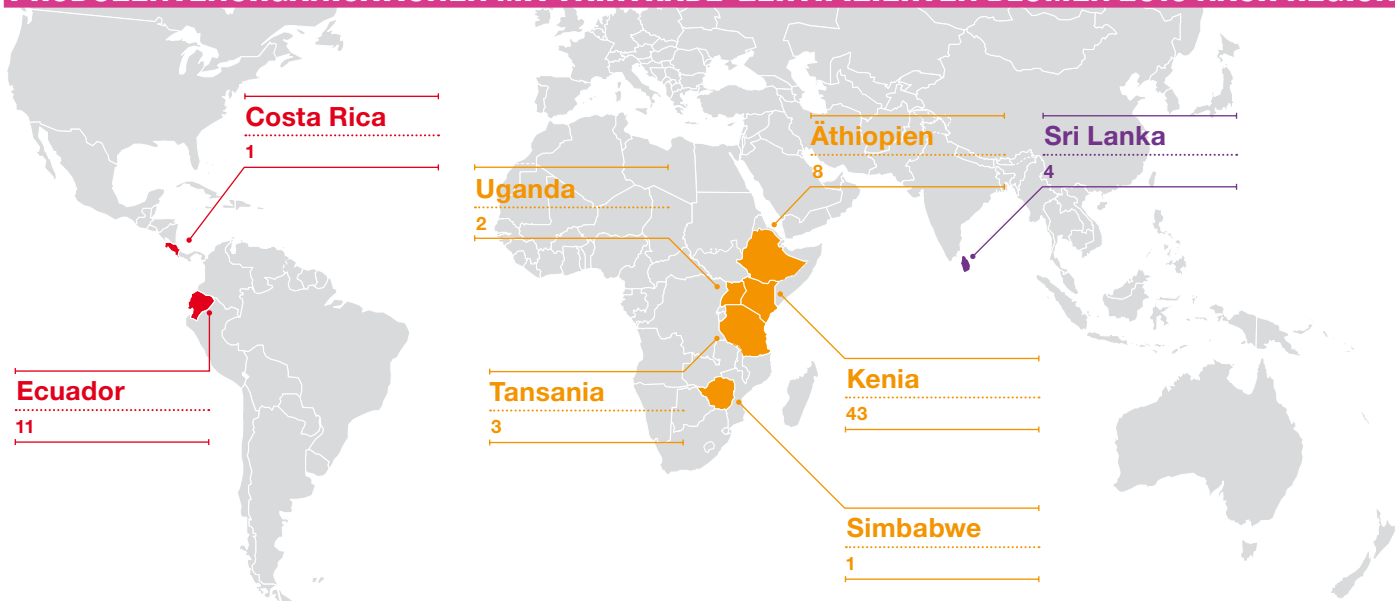 Costa Rica
1
Äthiopien
8
Sri Lanka
4
Uganda
2
Ecuador
11
Tansania
3
Kenia
43
Simbabwe
1